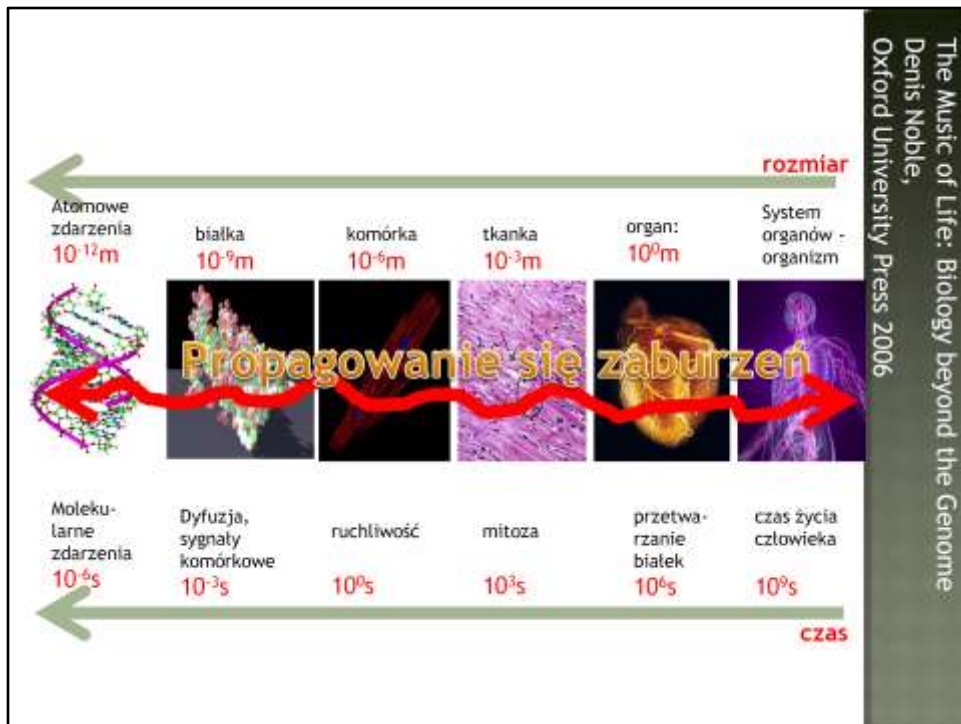 rozmiar
Atomowe
zdarzenia
10⁻¹²m
białka
10⁻⁹m
komórka
10⁻⁶m
tkanka
10⁻³m
organ:
10⁰m
System
organów -
organizm
Propagowanie się zaburzeń
Moleku-
larne
zdarzenia
10⁻⁶s
Dyfuzja,
sygnały
komórkowe
10⁻³s
ruchliwość
10⁰s
mitoza
10³s
przetwa-
rzanie
białek
10⁶s
czas życia
człowieka
10⁹s
czas
The Music of Life: Biology beyond the Genome
Denis Noble,
Oxford University Press 2006